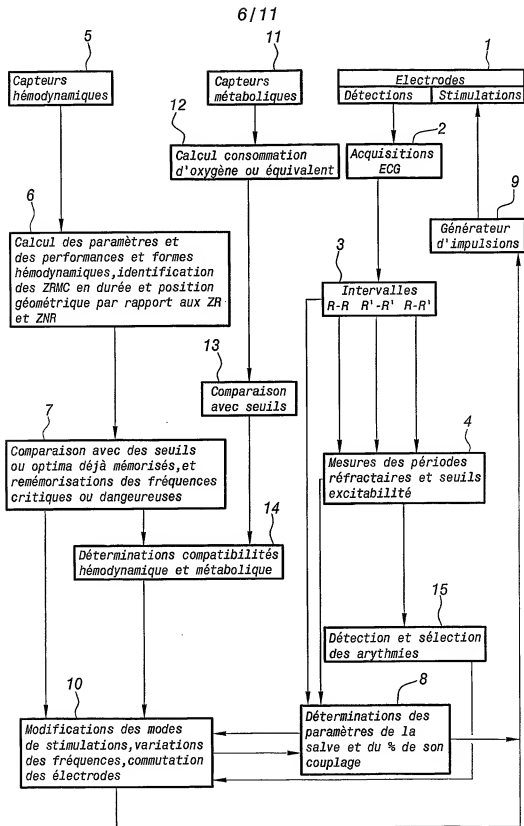 6/11
5
Capteurs
hémodynamiques
11
Capteurs
métaboliques
1
Electrodes
Détections
Stimulations
12
Calcul consommation
d'oxygène ou équivalent
2
Acquisitions
ECG
9
Générateur
d'impulsions
6
Calcul des paramètres et
des performances et formes
hémodynamiques,identification
des ZRMC en durée et position
géométrique par rapport aux ZR
et ZNR
3
Intervalles
R-R R'-R' R-R'
13
Comparaison
avec seuils
7
Comparaison avec des seuils
ou optima déjà mémorisés,et
remémorisations des fréquences
critiques ou dangeureuses
4
Mesures des périodes
réfractaires et seuils
excitabilité
14
Déterminations compatibilités
hémodynamique et métabolique
15
Détection et sélection
des arythmies
10
Modifications des modes
de stimulations,variations
des fréquences,commutation
des électrodes
8
Déterminations des
paramètres de la
salve et du % de son
couplage